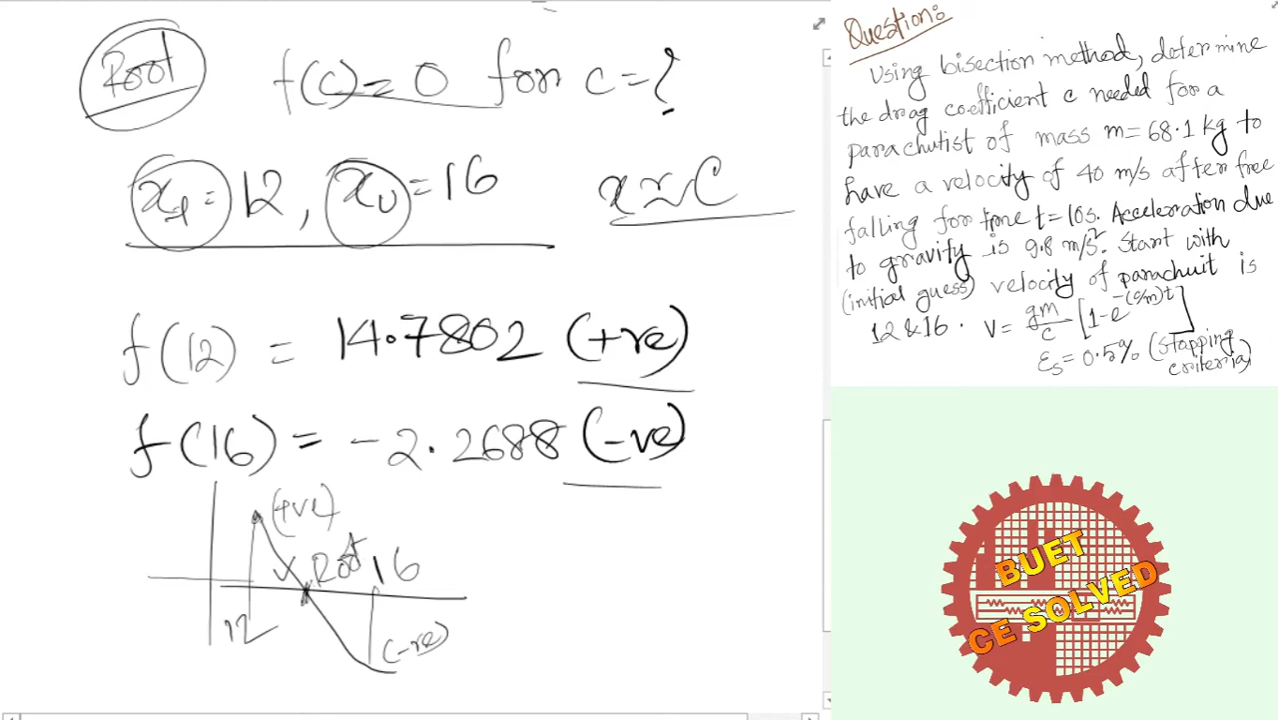 Root f(c) = 0 for c = ?
xl = 12, xu = 16 x ≈ C
f(12) = 14.7802 (+ve)
f(16) = -2.2688 (-ve)
(+ve)
Root 16
12
(-ve)
Question:
Using bisection method, determine
the drag coefficient c needed for a
parachutist of mass m = 68.1 kg to
have a velocity of 40 m/s after free
falling for time t = 10s. Acceleration due
to gravity is 9.8 m/s². Start with
(initial guess) velocity of parachuit is
12 & 16. V = gm/c [1-e^-(c/m)t]
εs = 0.5% (stopping
criteria)
BUET
CE SOLVED